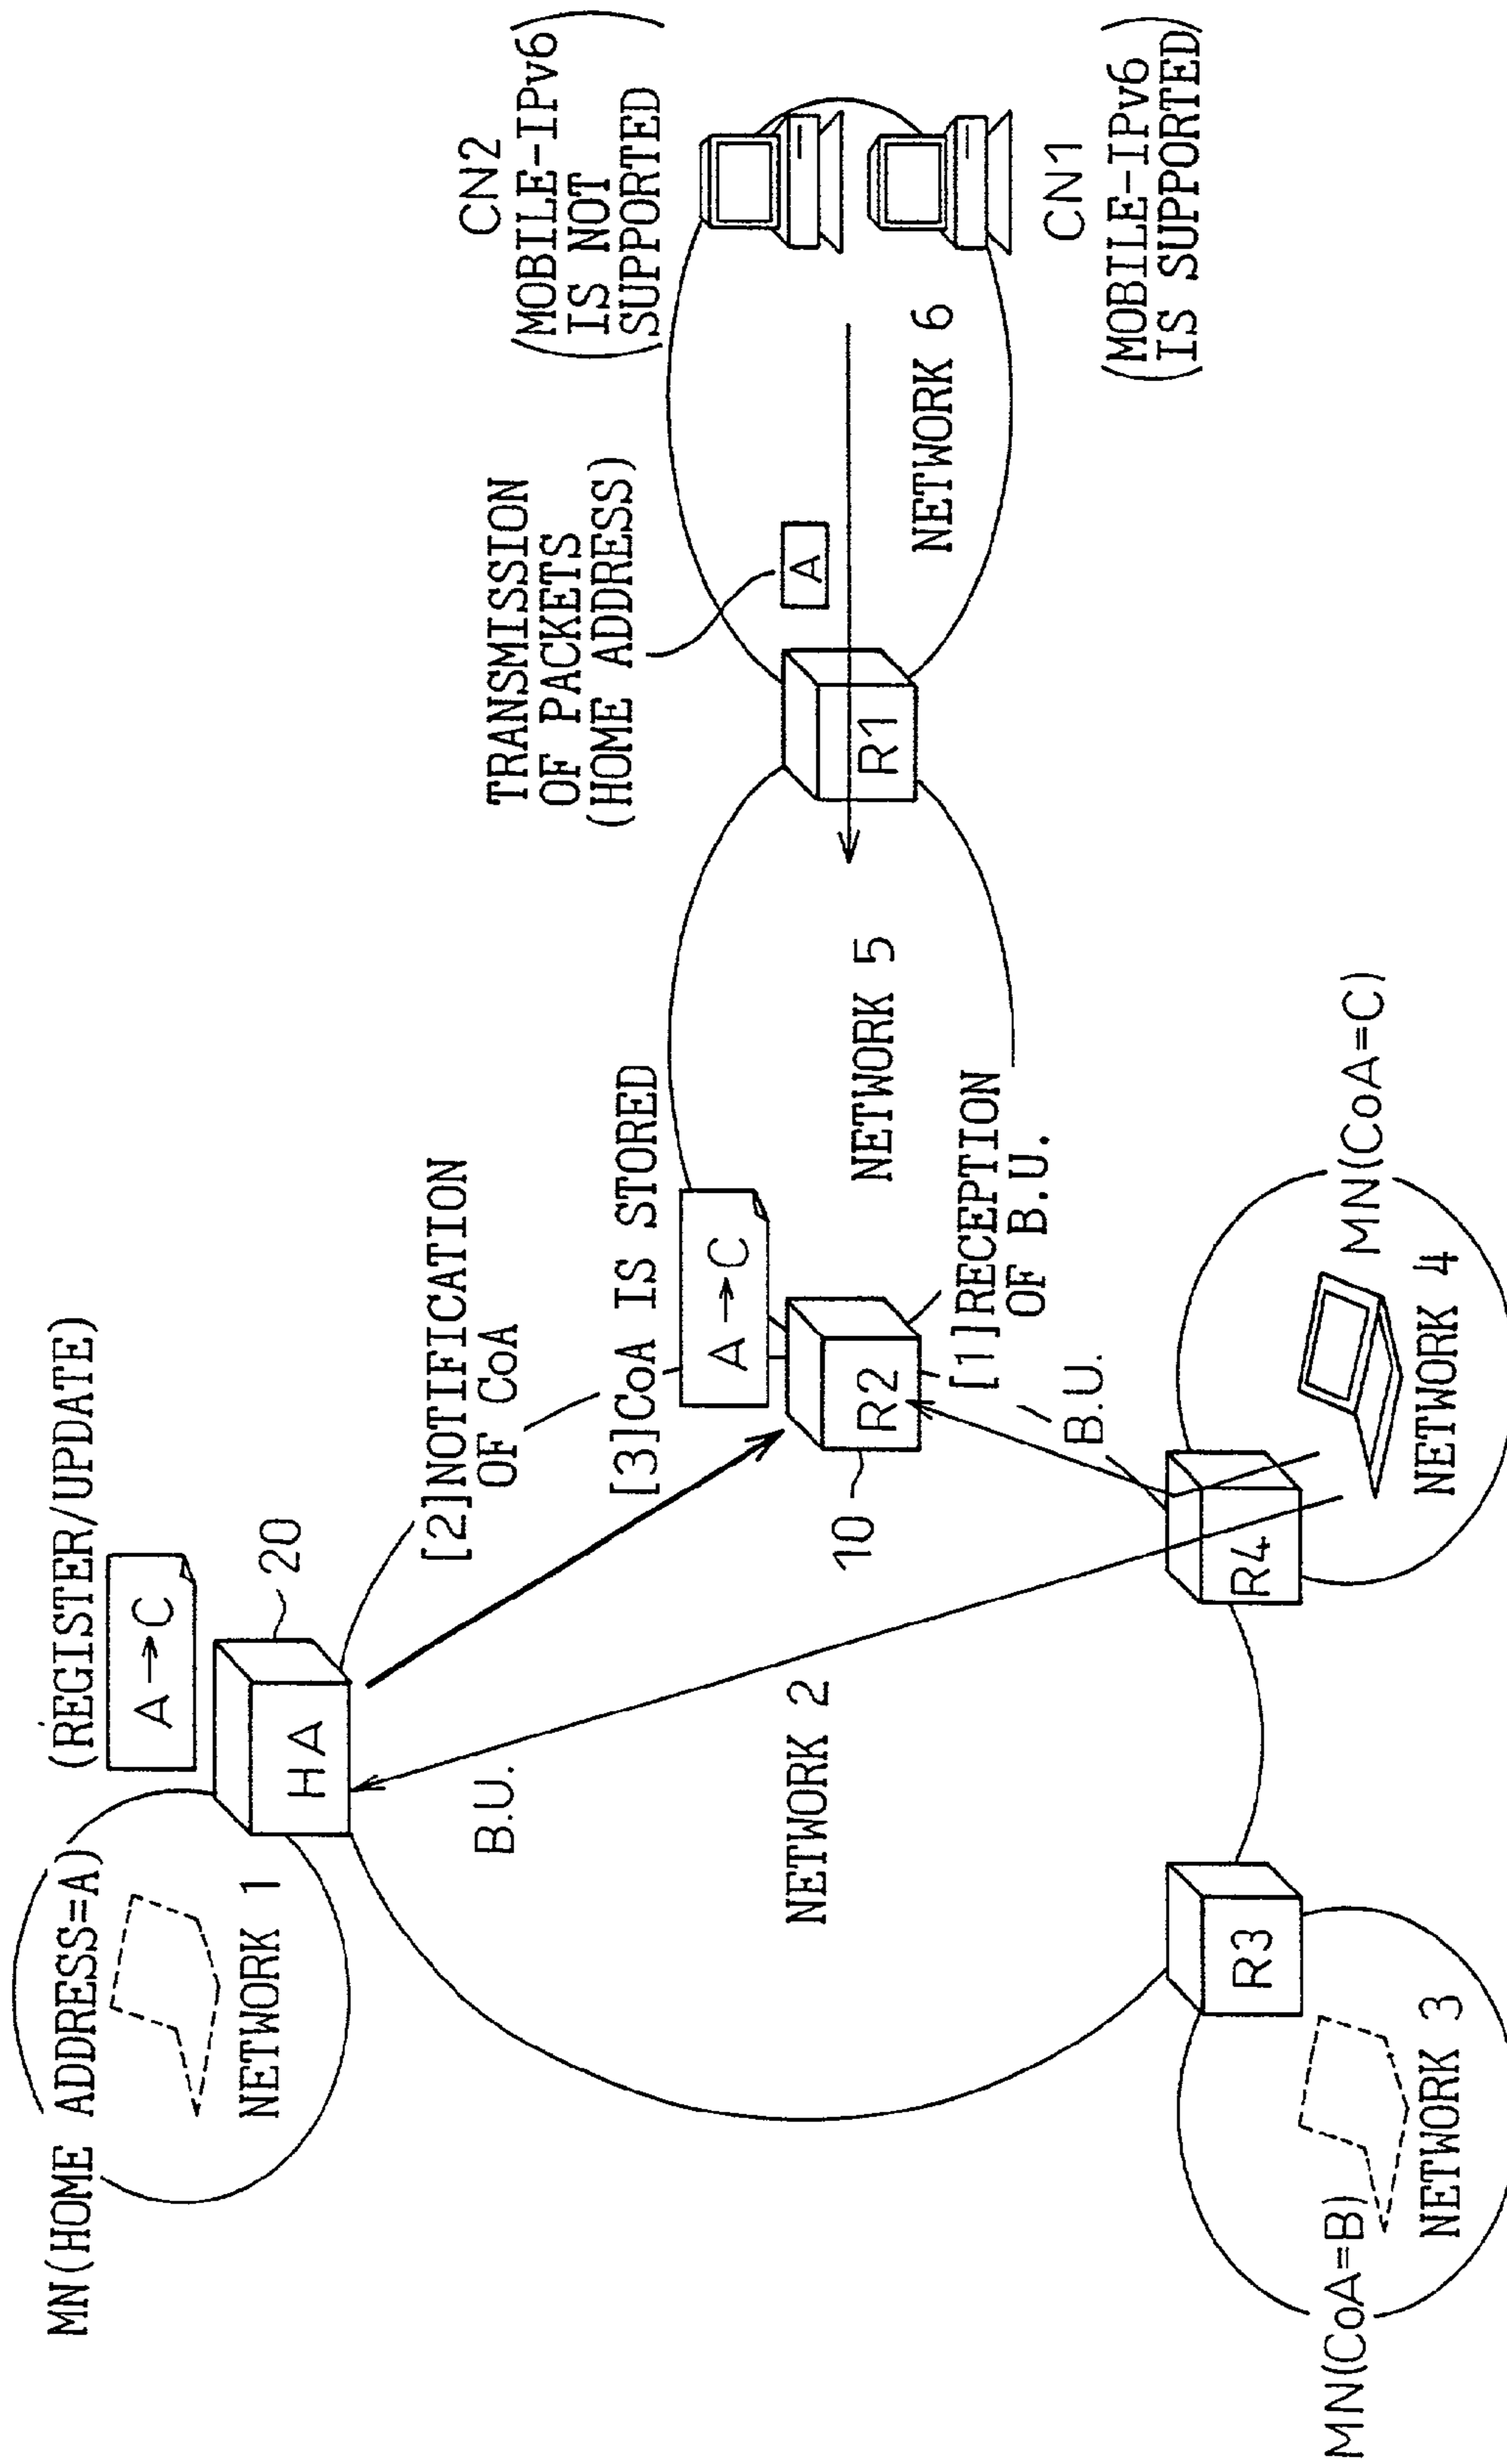 MN(HOME ADDRESS=A)
NETWORK 1
(REGISTER/UPDATE)
A→C
HA
20
[2]NOTIFICATION
OF CoA
B.U.
NETWORK 2
[3]CoA IS STORED
A→C
R2
10
[1]RECEPTION
OF B.U.
B.U.
R3
MN(CoA=B)
NETWORK 3
R4
MN(CoA=C)
NETWORK 4
NETWORK 5
TRANSMISSION
OF PACKETS
(HOME ADDRESS)
A
R1
NETWORK 6
CN2
(MOBILE-IPv6
IS NOT
SUPPORTED)
CN1
(MOBILE-IPv6
IS SUPPORTED)